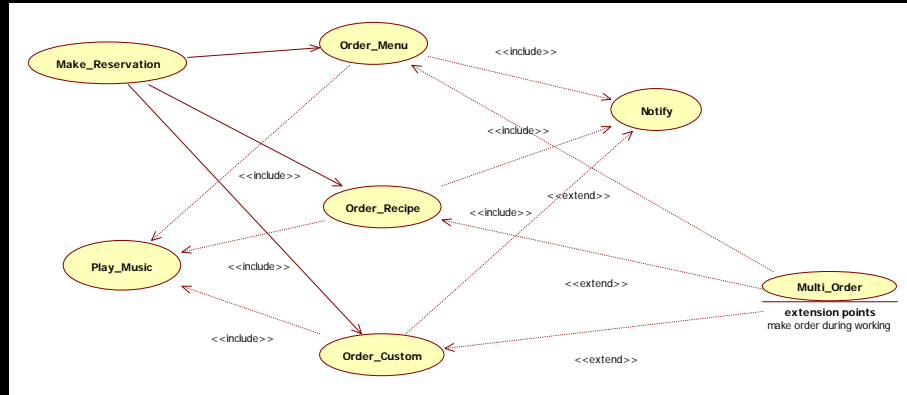 Order_Menu
<<include>>
Make_Reservation
Notify
<<include>>
<<include>>
<<extend>>
Order_Recipe
<<include>>
Play_Music
<<include>>
<<extend>>
Multi_Order
extension points
make order during working
<<include>>
Order_Custom
<<extend>>